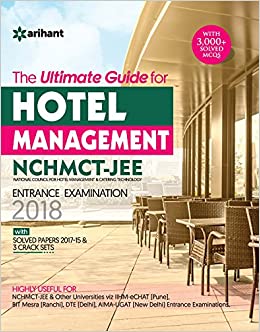 arihant
WITH
3,000+
SOLVED
MCQs
The Ultimate Guide for
HOTEL
MANAGEMENT
NCHMCT-JEE
NATIONAL COUNCIL FOR HOTEL MANAGEMENT & CATERING TECHNOLOGY
ENTRANCE EXAMINATION
2018
with
SOLVED PAPERS 2017-15 &
3 CRACK SETS
HIGHLY USEFUL FOR
NCHMCT-JEE & Other Universities viz IIHM-eCHAT [Pune],
BIT Mesra [Ranchi], DTE [Delhi], AIMA-UGAT [New Delhi] Entrance Examinations.